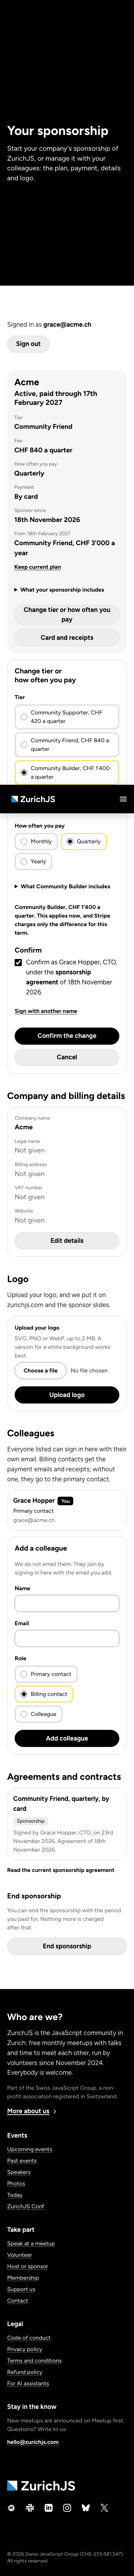 Your sponsorship
Start your company's sponsorship of
ZurichJS, or manage it with your
colleagues: the plan, payment, details
and logo.
Signed in as grace@acme.ch
Sign out
Acme
Active, paid through 17th
February 2027
Tier
Community Friend
Fee
CHF 840 a quarter
How often you pay
Quarterly
Payment
By card
Sponsor since
18th November 2026
From 18th February 2027
Community Friend, CHF 3'000 a
year
Keep current plan
What your sponsorship includes
Change tier or how often you
pay
Card and receipts
Change tier or
how often you pay
Tier
Community Supporter, CHF
420 a quarter
Community Friend, CHF 840 a
quarter
Community Builder, CHF 1'400
a quarter
ZurichJS
How often you pay
Monthly
Quarterly
Yearly
What Community Builder includes
Community Builder, CHF 1'400 a
quarter. This applies now, and Stripe
charges only the difference for this
term.
Confirm
Confirm as Grace Hopper, CTO,
under the sponsorship
agreement of 18th November
2026.
Sign with another name
Confirm the change
Cancel
Company and billing details
Company name
Acme
Legal name
Not given
Billing address
Not given
VAT number
Not given
Website
Not given
Edit details
Logo
Upload your logo, and we put it on
zurichjs.com and the sponsor slides.
Upload your logo
SVG, PNG or WebP, up to 2 MB. A
version for a white background works
best.
Choose a file
No file chosen
Upload logo
Colleagues
Everyone listed can sign in here with their
own email. Billing contacts get the
invoices, receipts and requests; without
one, they go to the primary contact.
Grace Hopper You
Primary contact
grace@acme.ch
Add a colleague
We do not email them. They join by
signing in here with the email you add.
Name
Email
Role
Primary contact
Billing contact
Colleague
Add colleague
Agreements and contracts
Community Friend, quarterly, by
card
Sponsorship
Signed by Grace Hopper, CTO, on 23rd
November 2026. Agreement of 18th
November 2026.
Read the current sponsorship agreement
End sponsorship
You can end the sponsorship with the period
you paid for. Nothing more is charged
after that.
End sponsorship
Who are we?
ZurichJS is the JavaScript community in
Zurich: free monthly meetups with talks
and time to meet each other, run by
volunteers since November 2024.
Everybody is welcome.
Part of the Swiss JavaScript Group, a non-
profit association registered in Switzerland.
More about us
Events
Upcoming events
Past events
Speakers
Photos
Today
ZurichJS Conf
Take part
Speak at a meetup
Volunteer
Host or sponsor
Membership
Support us
Contact
Legal
Code of conduct
Privacy policy
Terms and conditions
Refund policy
For AI assistants
Stay in the know
New meetups are announced on Meetup first.
Questions? Write to us.
hello@zurichjs.com
ZurichJS
© 2026 Swiss JavaScript Group (CHE-255.581.547)
All rights reserved.